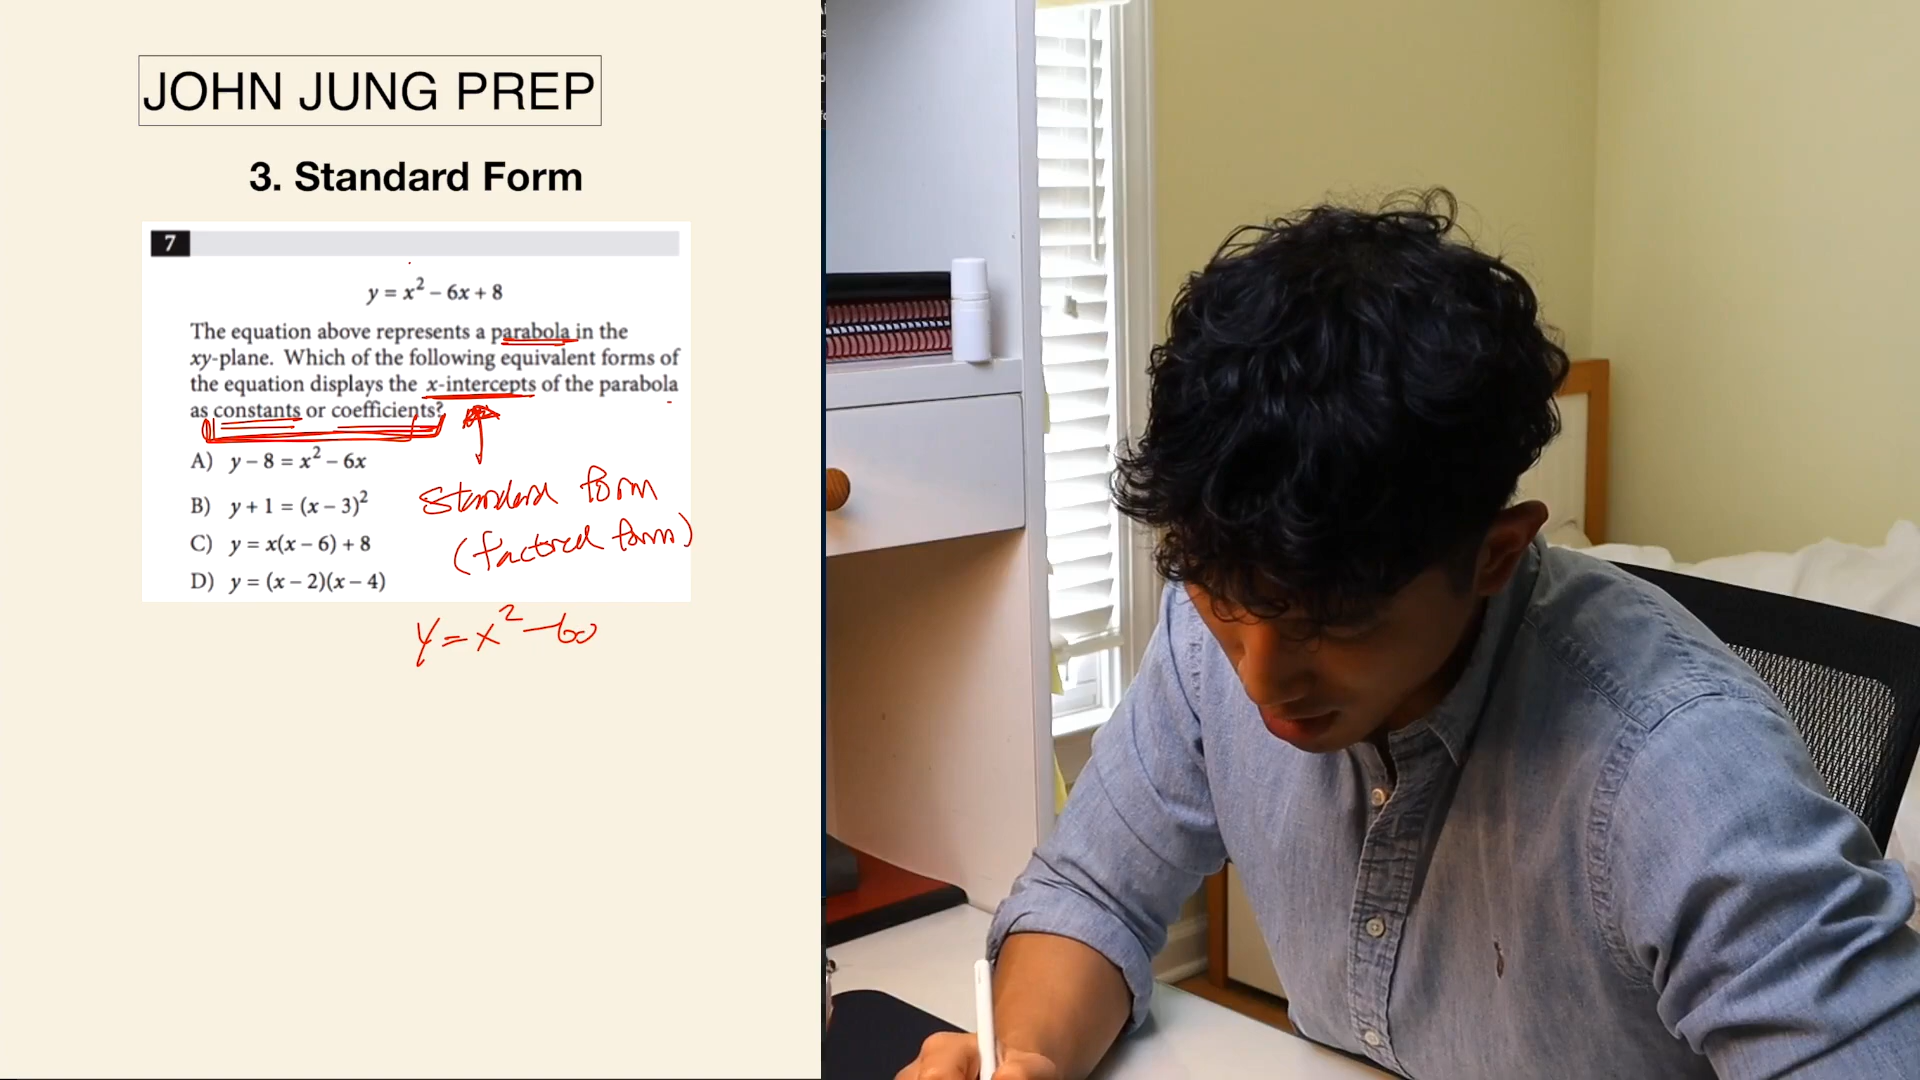 JOHN JUNG PREP
3. Standard Form
7
y = x² – 6x + 8
The equation above represents a parabola in the
xy-plane. Which of the following equivalent forms of
the equation displays the x-intercepts of the parabola
as constants or coefficients?
A) y – 8 = x² – 6x
B) y + 1 = (x – 3)²
C) y = x(x – 6) + 8
D) y = (x – 2)(x – 4)
Standard form
(factored form)
y = x² –